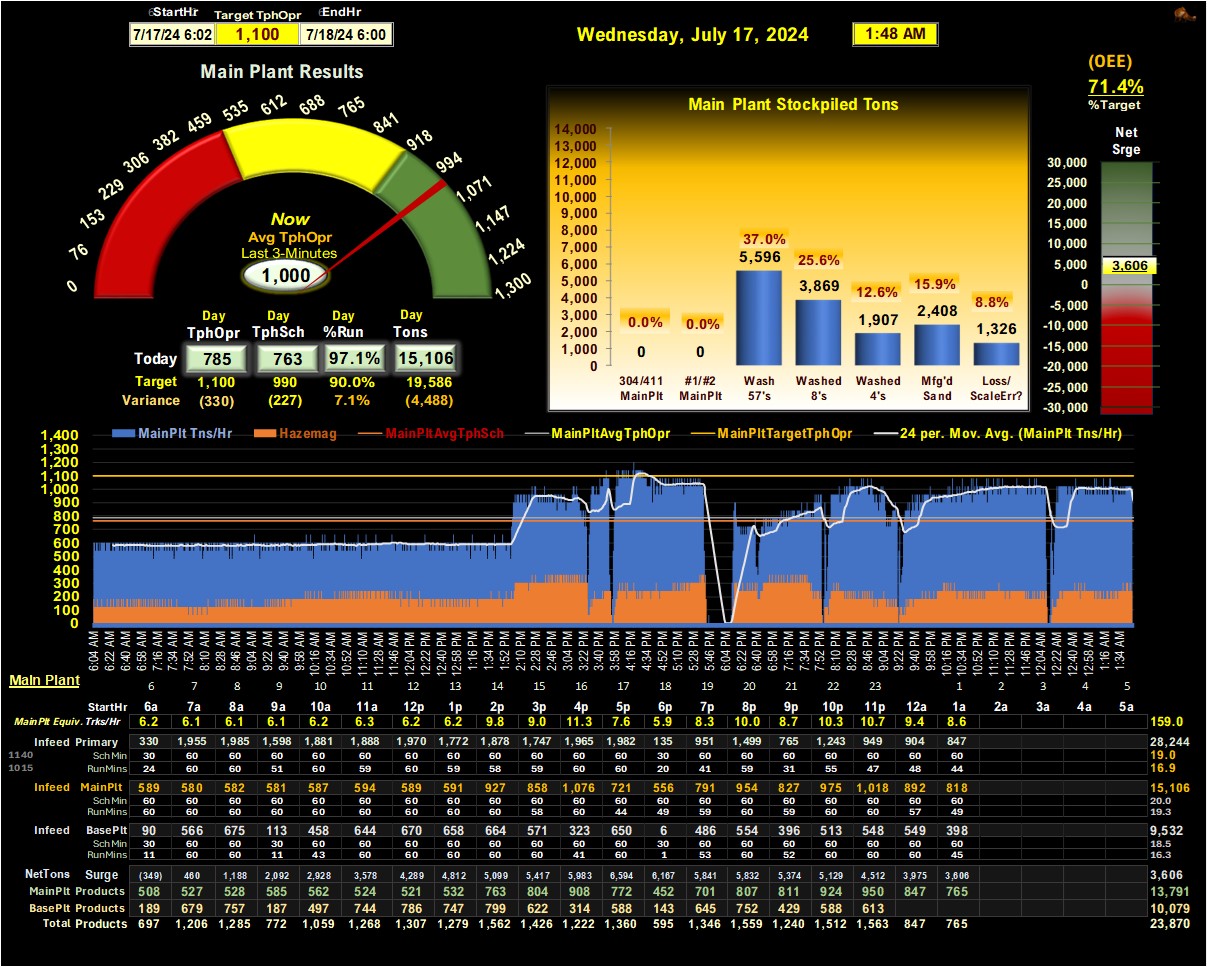 StartHr Target TphOpr EndHr
7/17/24 6:02 1,100 7/18/24 6:00
Wednesday, July 17, 2024 1:48 AM
(OEE)
71.4%
%Target
Main Plant Results
0 76 153 229 306 382 459 535 612 688 765 841 918 994 1,071 1,147 1,224 1,300
Now
Avg TphOpr
Last 3-Minutes
1,000
Day Day Day Day
TphOpr TphSch %Run Tons
Today 785 763 97.1% 15,106
Target 1,100 990 90.0% 19,586
Variance (330) (227) 7.1% (4,488)
Main Plant Stockpiled Tons
14,000
13,000
12,000
11,000
10,000
9,000
8,000
7,000
6,000
5,000
4,000
3,000
2,000
1,000
0
0.0% 0.0% 37.0% 25.6% 12.6% 15.9% 8.8%
0 0 5,596 3,869 1,907 2,408 1,326
304/411 #1/#2 Wash Washed Washed Mfg'd Loss/
MainPlt MainPlt 57's 8's 4's Sand ScaleErr?
Net
Srge
30,000
25,000
20,000
15,000
10,000
5,000
0
-5,000
-10,000
-15,000
-20,000
-25,000
-30,000
3,606
MainPlt Tns/Hr Hazemag MainPltAvgTphSch MainPltAvgTphOpr MainPltTargetTphOpr 24 per. Mov. Avg. (MainPlt Tns/Hr)
1,400
1,300
1,200
1,100
1,000
900
800
700
600
500
400
300
200
100
0
6:04 AM 6:22 AM 6:40 AM 6:58 AM 7:16 AM 7:34 AM 7:52 AM 8:10 AM 8:28 AM 8:46 AM 9:04 AM 9:22 AM 9:40 AM 9:58 AM 10:16 AM 10:34 AM 10:52 AM 11:10 AM 11:28 AM 11:46 AM 12:04 PM 12:22 PM 12:40 PM 12:58 PM 1:16 PM 1:34 PM 1:52 PM 2:10 PM 2:28 PM 2:46 PM 3:04 PM 3:22 PM 3:40 PM 3:58 PM 4:16 PM 4:34 PM 4:52 PM 5:10 PM 5:28 PM 5:46 PM 6:04 PM 6:22 PM 6:40 PM 6:58 PM 7:16 PM 7:34 PM 7:52 PM 8:10 PM 8:28 PM 8:46 PM 9:04 PM 9:22 PM 9:40 PM 9:58 PM 10:16 PM 10:34 PM 10:52 PM 11:10 PM 11:28 PM 11:46 PM 12:04 AM 12:22 AM 12:40 AM 12:58 AM 1:16 AM 1:34 AM
Main Plant
6 7 8 9 10 11 12 13 14 15 16 17 18 19 20 21 22 23 1 2 3 4 5
StartHr 6a 7a 8a 9a 10a 11a 12p 1p 2p 3p 4p 5p 6p 7p 8p 9p 10p 11p 12a 1a 2a 3a 4a 5a
MainPlt Equiv. Trks/Hr 6.2 6.1 6.1 6.1 6.2 6.3 6.2 6.2 9.8 9.0 11.3 7.6 5.9 8.3 10.0 8.7 10.3 10.7 9.4 8.6 159.0
Infeed Primary 330 1,955 1,985 1,598 1,881 1,888 1,970 1,772 1,878 1,747 1,965 1,982 135 951 1,499 765 1,243 949 904 847 28,244
1140 SchMin 30 60 60 60 60 60 60 60 60 60 60 60 30 60 60 60 60 60 60 60 19.0
1015 RunMins 24 60 60 51 60 59 60 59 58 59 60 60 20 41 59 31 55 47 48 44 16.9
Infeed MainPlt 589 580 582 581 587 594 589 591 927 858 1,076 721 556 791 954 827 975 1,018 892 818 15,106
SchMin 60 60 60 60 60 60 60 60 60 60 60 60 60 60 60 60 60 60 60 60 20.0
RunMins 60 60 60 60 60 60 60 60 60 58 60 44 49 59 60 60 60 60 57 49 19.3
Infeed BasePlt 90 566 675 113 458 644 670 658 664 571 323 650 6 486 554 396 513 548 549 398 9,532
SchMin 30 60 60 30 60 60 60 60 60 60 60 60 30 60 60 60 60 60 60 60 18.5
RunMins 11 60 60 11 43 60 60 60 60 60 41 60 1 53 60 52 60 60 60 45 16.3
NetTons Surge (349) 460 1,188 2,092 2,928 3,578 4,289 4,812 5,099 5,417 5,983 6,594 6,167 5,841 5,832 5,374 5,129 4,512 3,975 3,606 3,606
MainPlt Products 508 527 528 585 562 524 521 532 763 804 908 772 452 701 807 811 924 950 847 765 13,791
BasePlt Products 189 679 757 187 497 744 786 747 799 622 314 588 143 645 752 429 588 613 10,079
Total Products 697 1,206 1,285 772 1,059 1,268 1,307 1,279 1,562 1,426 1,222 1,360 595 1,346 1,559 1,240 1,512 1,563 847 765 23,870